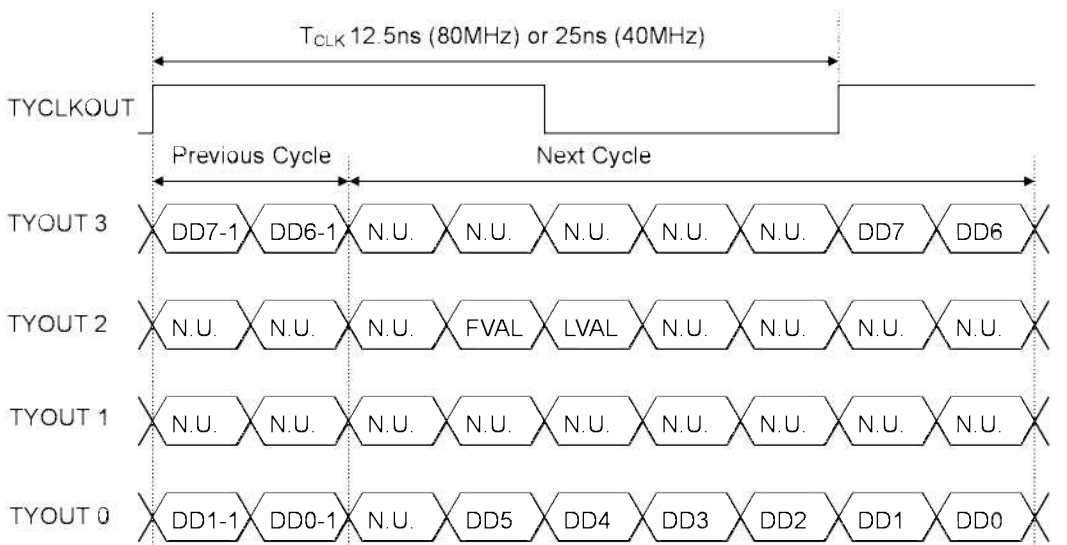 TCLK 12.5ns (80MHz) or 25ns (40MHz)
TYCLKOUT
Previous Cycle Next Cycle
TYOUT 3 DD7-1 DD6-1 N.U. N.U. N.U. N.U. N.U. DD7 DD6
TYOUT 2 N.U. N.U. N.U. FVAL LVAL N.U. N.U. N.U. N.U.
TYOUT 1 N.U. N.U. N.U. N.U. N.U. N.U. N.U. N.U. N.U.
TYOUT 0 DD1-1 DD0-1 N.U. DD5 DD4 DD3 DD2 DD1 DD0